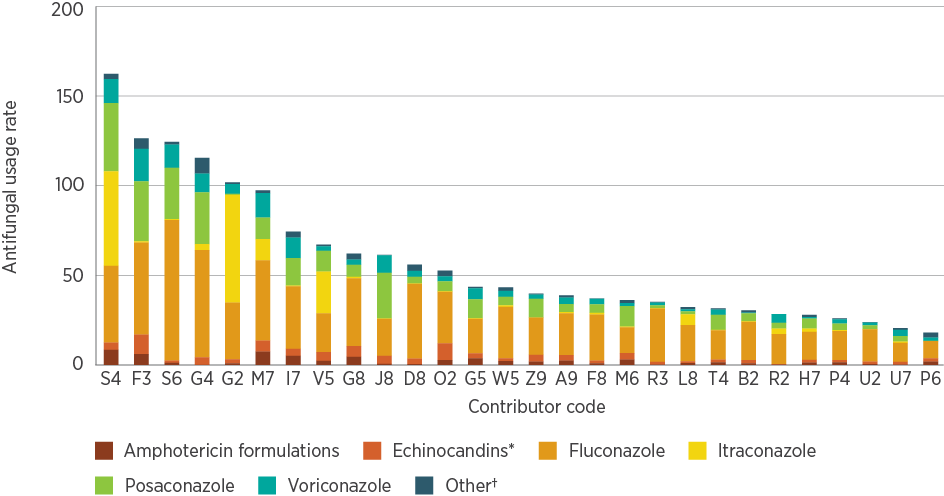 200
150
100
50
0
Antifungal usage rate
S4 F3 S6 G4 G2 M7 I7 V5 G8 J8 D8 O2 G5 W5 Z9 A9 F8 M6 R3 L8 T4 B2 R2 H7 P4 U2 U7 P6
Contributor code
Amphotericin formulations Echinocandins* Fluconazole Itraconazole
Posaconazole Voriconazole Other†